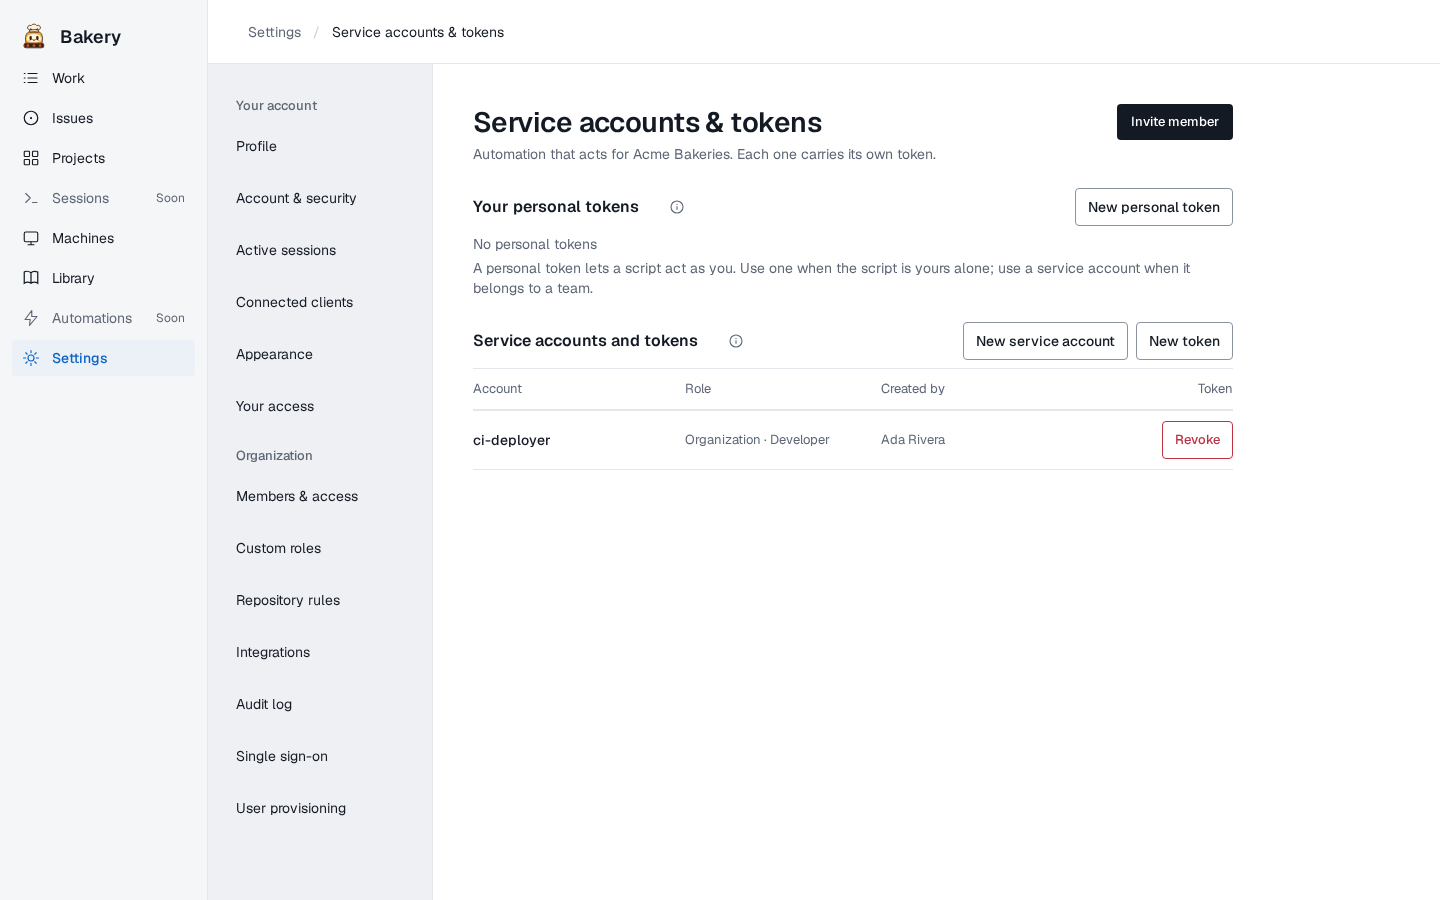 Bakery
Work
Issues
Projects
Sessions Soon
Machines
Library
Automations Soon
Settings
Settings / Service accounts & tokens
Your account
Profile
Account & security
Active sessions
Connected clients
Appearance
Your access
Organization
Members & access
Custom roles
Repository rules
Integrations
Audit log
Single sign-on
User provisioning
Service accounts & tokens
Invite member
Automation that acts for Acme Bakeries. Each one carries its own token.
Your personal tokens
New personal token
No personal tokens
A personal token lets a script act as you. Use one when the script is yours alone; use a service account when it
belongs to a team.
Service accounts and tokens
New service account
New token
Account Role Created by Token
ci-deployer Organization · Developer Ada Rivera Revoke